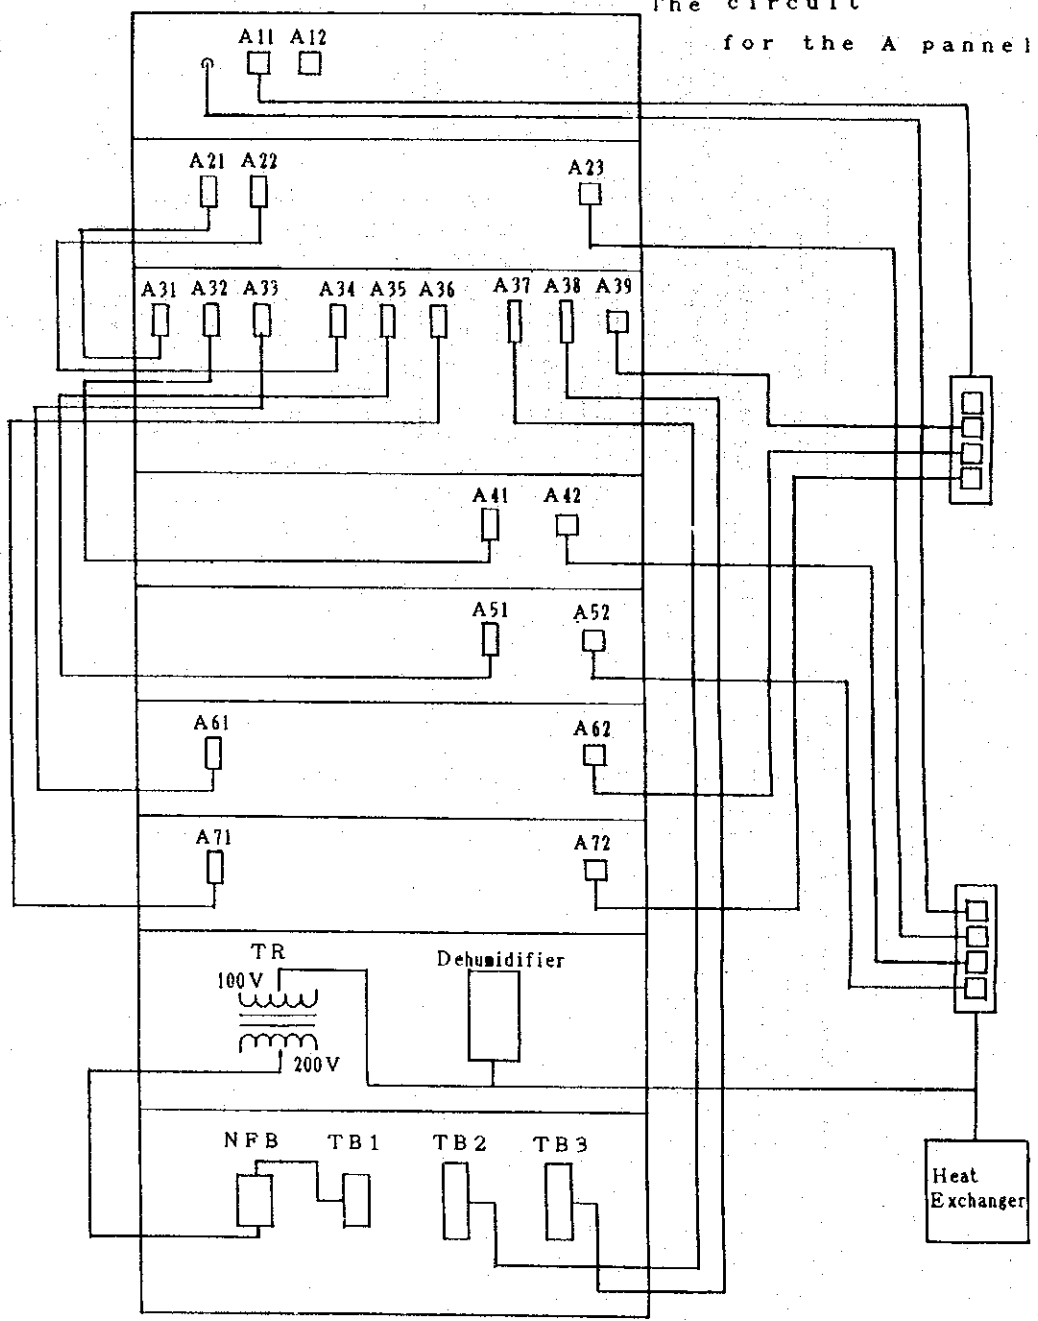 The circuit
for the A pannel
A11 A12
A21 A22 A23
A31 A32 A33 A34 A35 A36 A37 A38 A39
A41 A42
A51 A52
A61 A62
A71 A72
TR Dehumidifier
100V
200V
NFB TB1 TB2 TB3
Heat
Exchanger